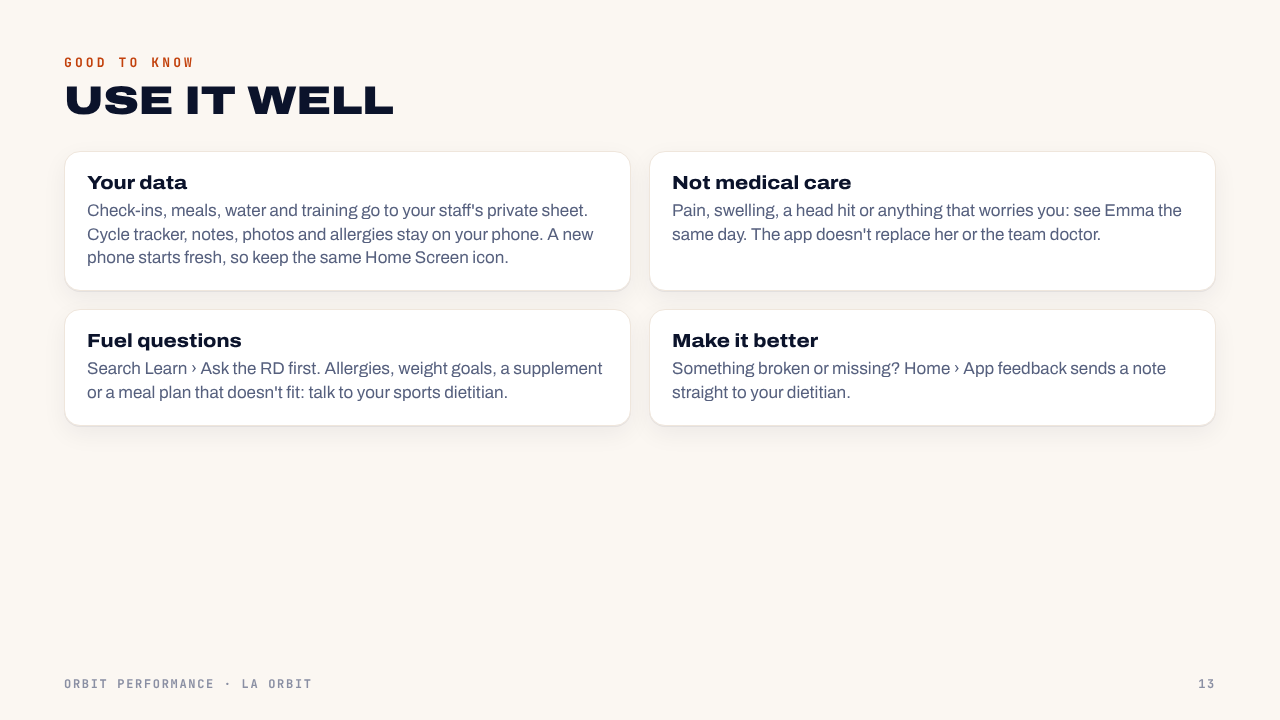 GOOD TO KNOW
USE IT WELL
Your data
Check-ins, meals, water and training go to your staff's private sheet.
Cycle tracker, notes, photos and allergies stay on your phone. A new
phone starts fresh, so keep the same Home Screen icon.
Not medical care
Pain, swelling, a head hit or anything that worries you: see Emma the
same day. The app doesn't replace her or the team doctor.
Fuel questions
Search Learn › Ask the RD first. Allergies, weight goals, a supplement
or a meal plan that doesn't fit: talk to your sports dietitian.
Make it better
Something broken or missing? Home › App feedback sends a note
straight to your dietitian.
ORBIT PERFORMANCE · LA ORBIT
13